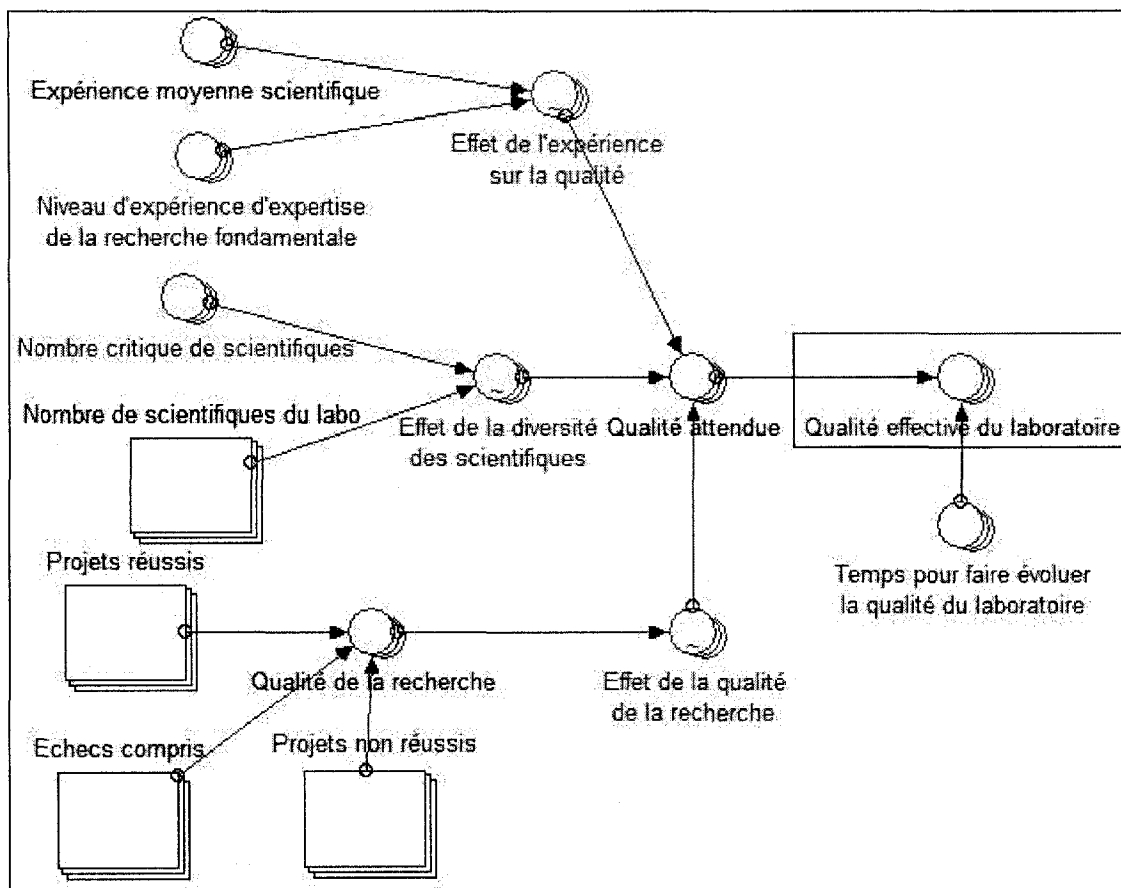 Expérience moyenne scientifique
Effet de l'expérience
sur la qualité
Niveau d'expérience d'expertise
de la recherche fondamentale
Nombre critique de scientifiques
Nombre de scientifiques du labo
Effet de la diversité
des scientifiques
Qualité attendue
Qualité effective du laboratoire
Projets réussis
Temps pour faire évoluer
la qualité du laboratoire
Qualité de la recherche
Effet de la qualité
de la recherche
Echecs compris
Projets non réussis